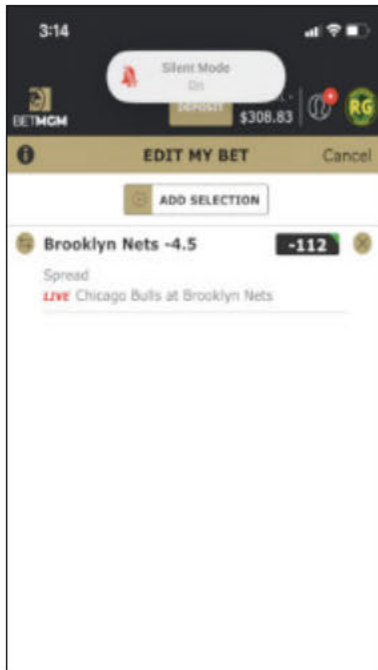 3:14
Silent Mode
On
BETMGM
DEPOSIT
$308.83
RG
EDIT MY BET
Cancel
ADD SELECTION
Brooklyn Nets -4.5
-112
Spread
LIVE Chicago Bulls at Brooklyn Nets